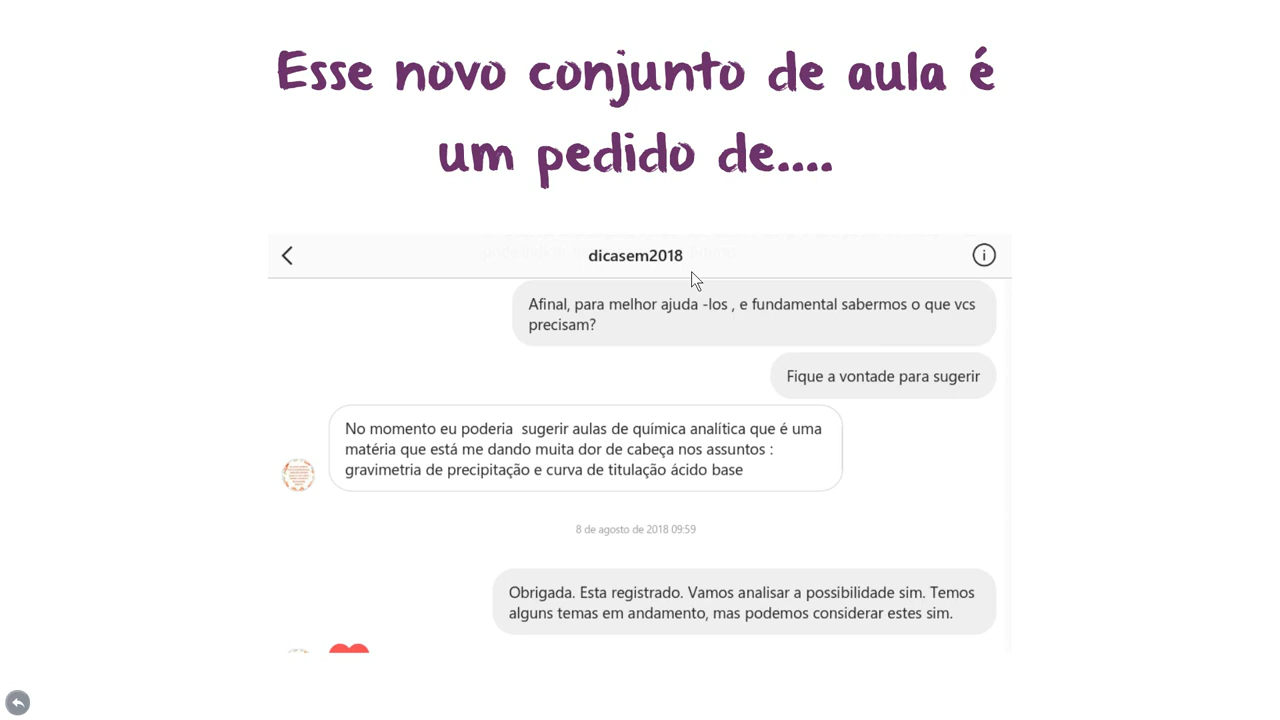 Esse novo conjunto de aula é
um pedido de....
dicasem2018
Afinal, para melhor ajuda -los , e fundamental sabermos o que vcs
precisam?
Fique a vontade para sugerir
No momento eu poderia  sugerir aulas de química analítica que é uma
matéria que está me dando muita dor de cabeça nos assuntos :
gravimetria de precipitação e curva de titulação ácido base
8 de agosto de 2018 09:59
Obrigada. Esta registrado. Vamos analisar a possibilidade sim. Temos
alguns temas em andamento, mas podemos considerar estes sim.